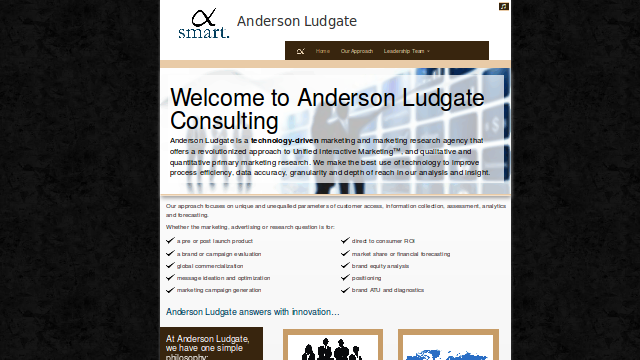 smart.
Anderson Ludgate
Home Our Approach Leadership Team
Welcome to Anderson Ludgate
Consulting
Anderson Ludgate is a technology-driven marketing and marketing research agency that
offers a revolutionized approach to Unified Interactive Marketing™, and qualitative and
quantitative primary marketing research. We make the best use of technology to improve
process efficiency, data accuracy, granularity and depth of reach in our analysis and insight.
Our approach focuses on unique and unequalled parameters of customer access, information collection, assessment, analytics
and forecasting.
Whether the marketing, advertising or research question is for:
a pre or post launch product
direct to consumer ROI
a brand or campaign evaluation
market share or financial forecasting
global commercialization
brand equity analysis
message ideation and optimization
positioning
marketing campaign generation
brand ATU and diagnostics
Anderson Ludgate answers with innovation...
At Anderson Ludgate,
we have one simple
philosophy: